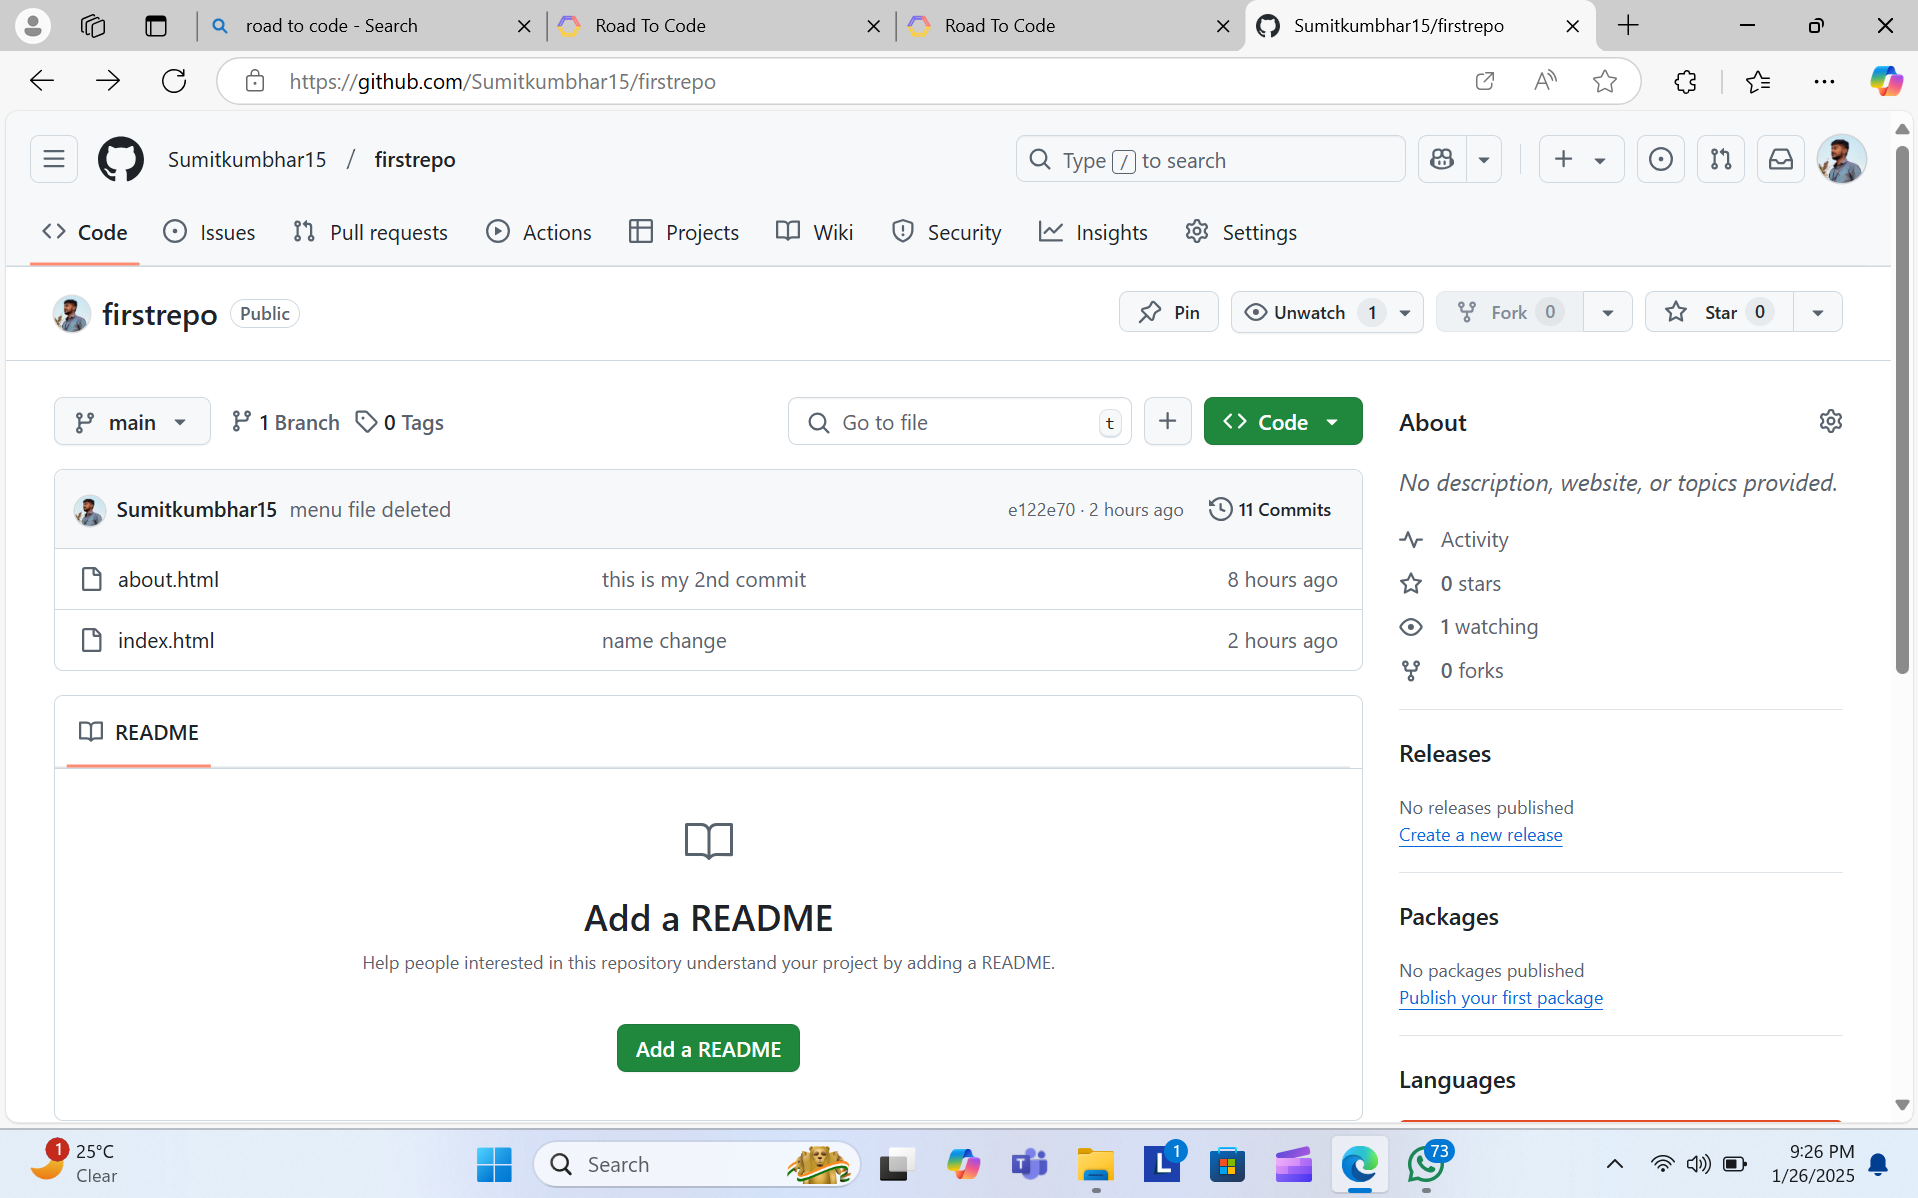 road to code - Search
Road To Code
Road To Code
Sumitkumbhar15/firstrepo
https://github.com/Sumitkumbhar15/firstrepo
Sumitkumbhar15 / firstrepo
Type / to search
Code
Issues
Pull requests
Actions
Projects
Wiki
Security
Insights
Settings
firstrepo Public
Pin
Unwatch 1
Fork 0
Star 0
main
1 Branch
0 Tags
Go to file t
Code
Sumitkumbhar15 menu file deleted e122e70 · 2 hours ago 11 Commits
about.html this is my 2nd commit 8 hours ago
index.html name change 2 hours ago
README
Add a README
Help people interested in this repository understand your project by adding a README.
Add a README
About
No description, website, or topics provided.
Activity
0 stars
1 watching
0 forks
Releases
No releases published
Create a new release
Packages
No packages published
Publish your first package
Languages
1
25°C
Clear
Search
L
1
73
9:26 PM
1/26/2025